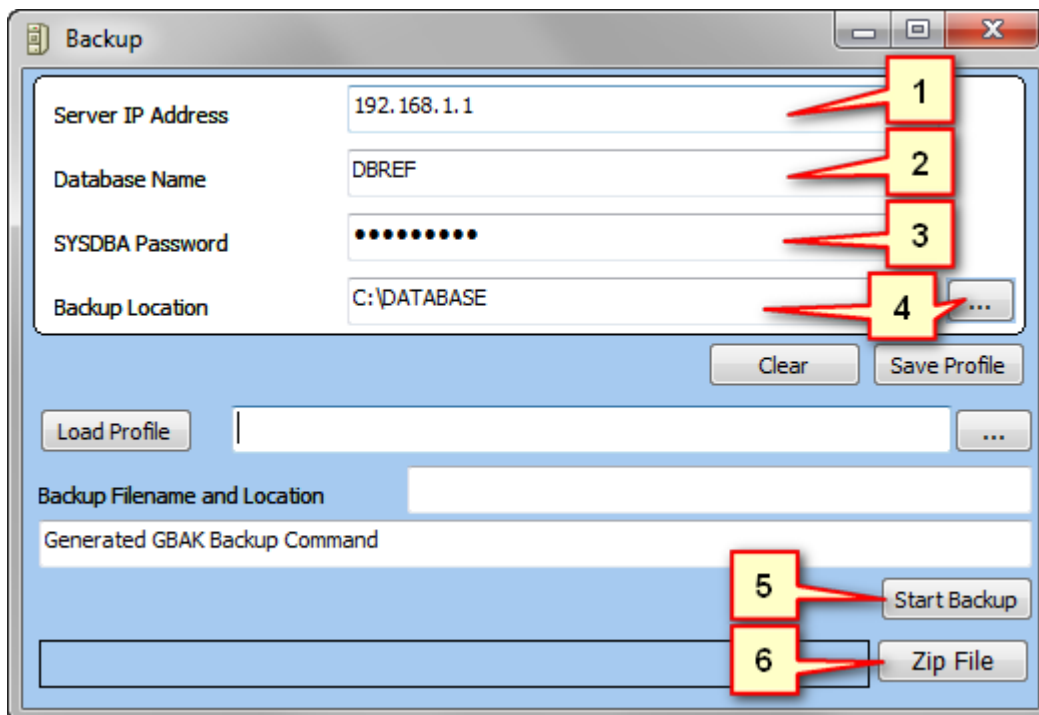 Backup
Server IP Address 192.168.1.1 1
Database Name DBREF 2
SYSDBA Password ●●●●●●●●● 3
Backup Location C:\DATABASE 4 ...
Clear Save Profile
Load Profile ...
Backup Filename and Location
Generated GBAK Backup Command
5 Start Backup
6 Zip File